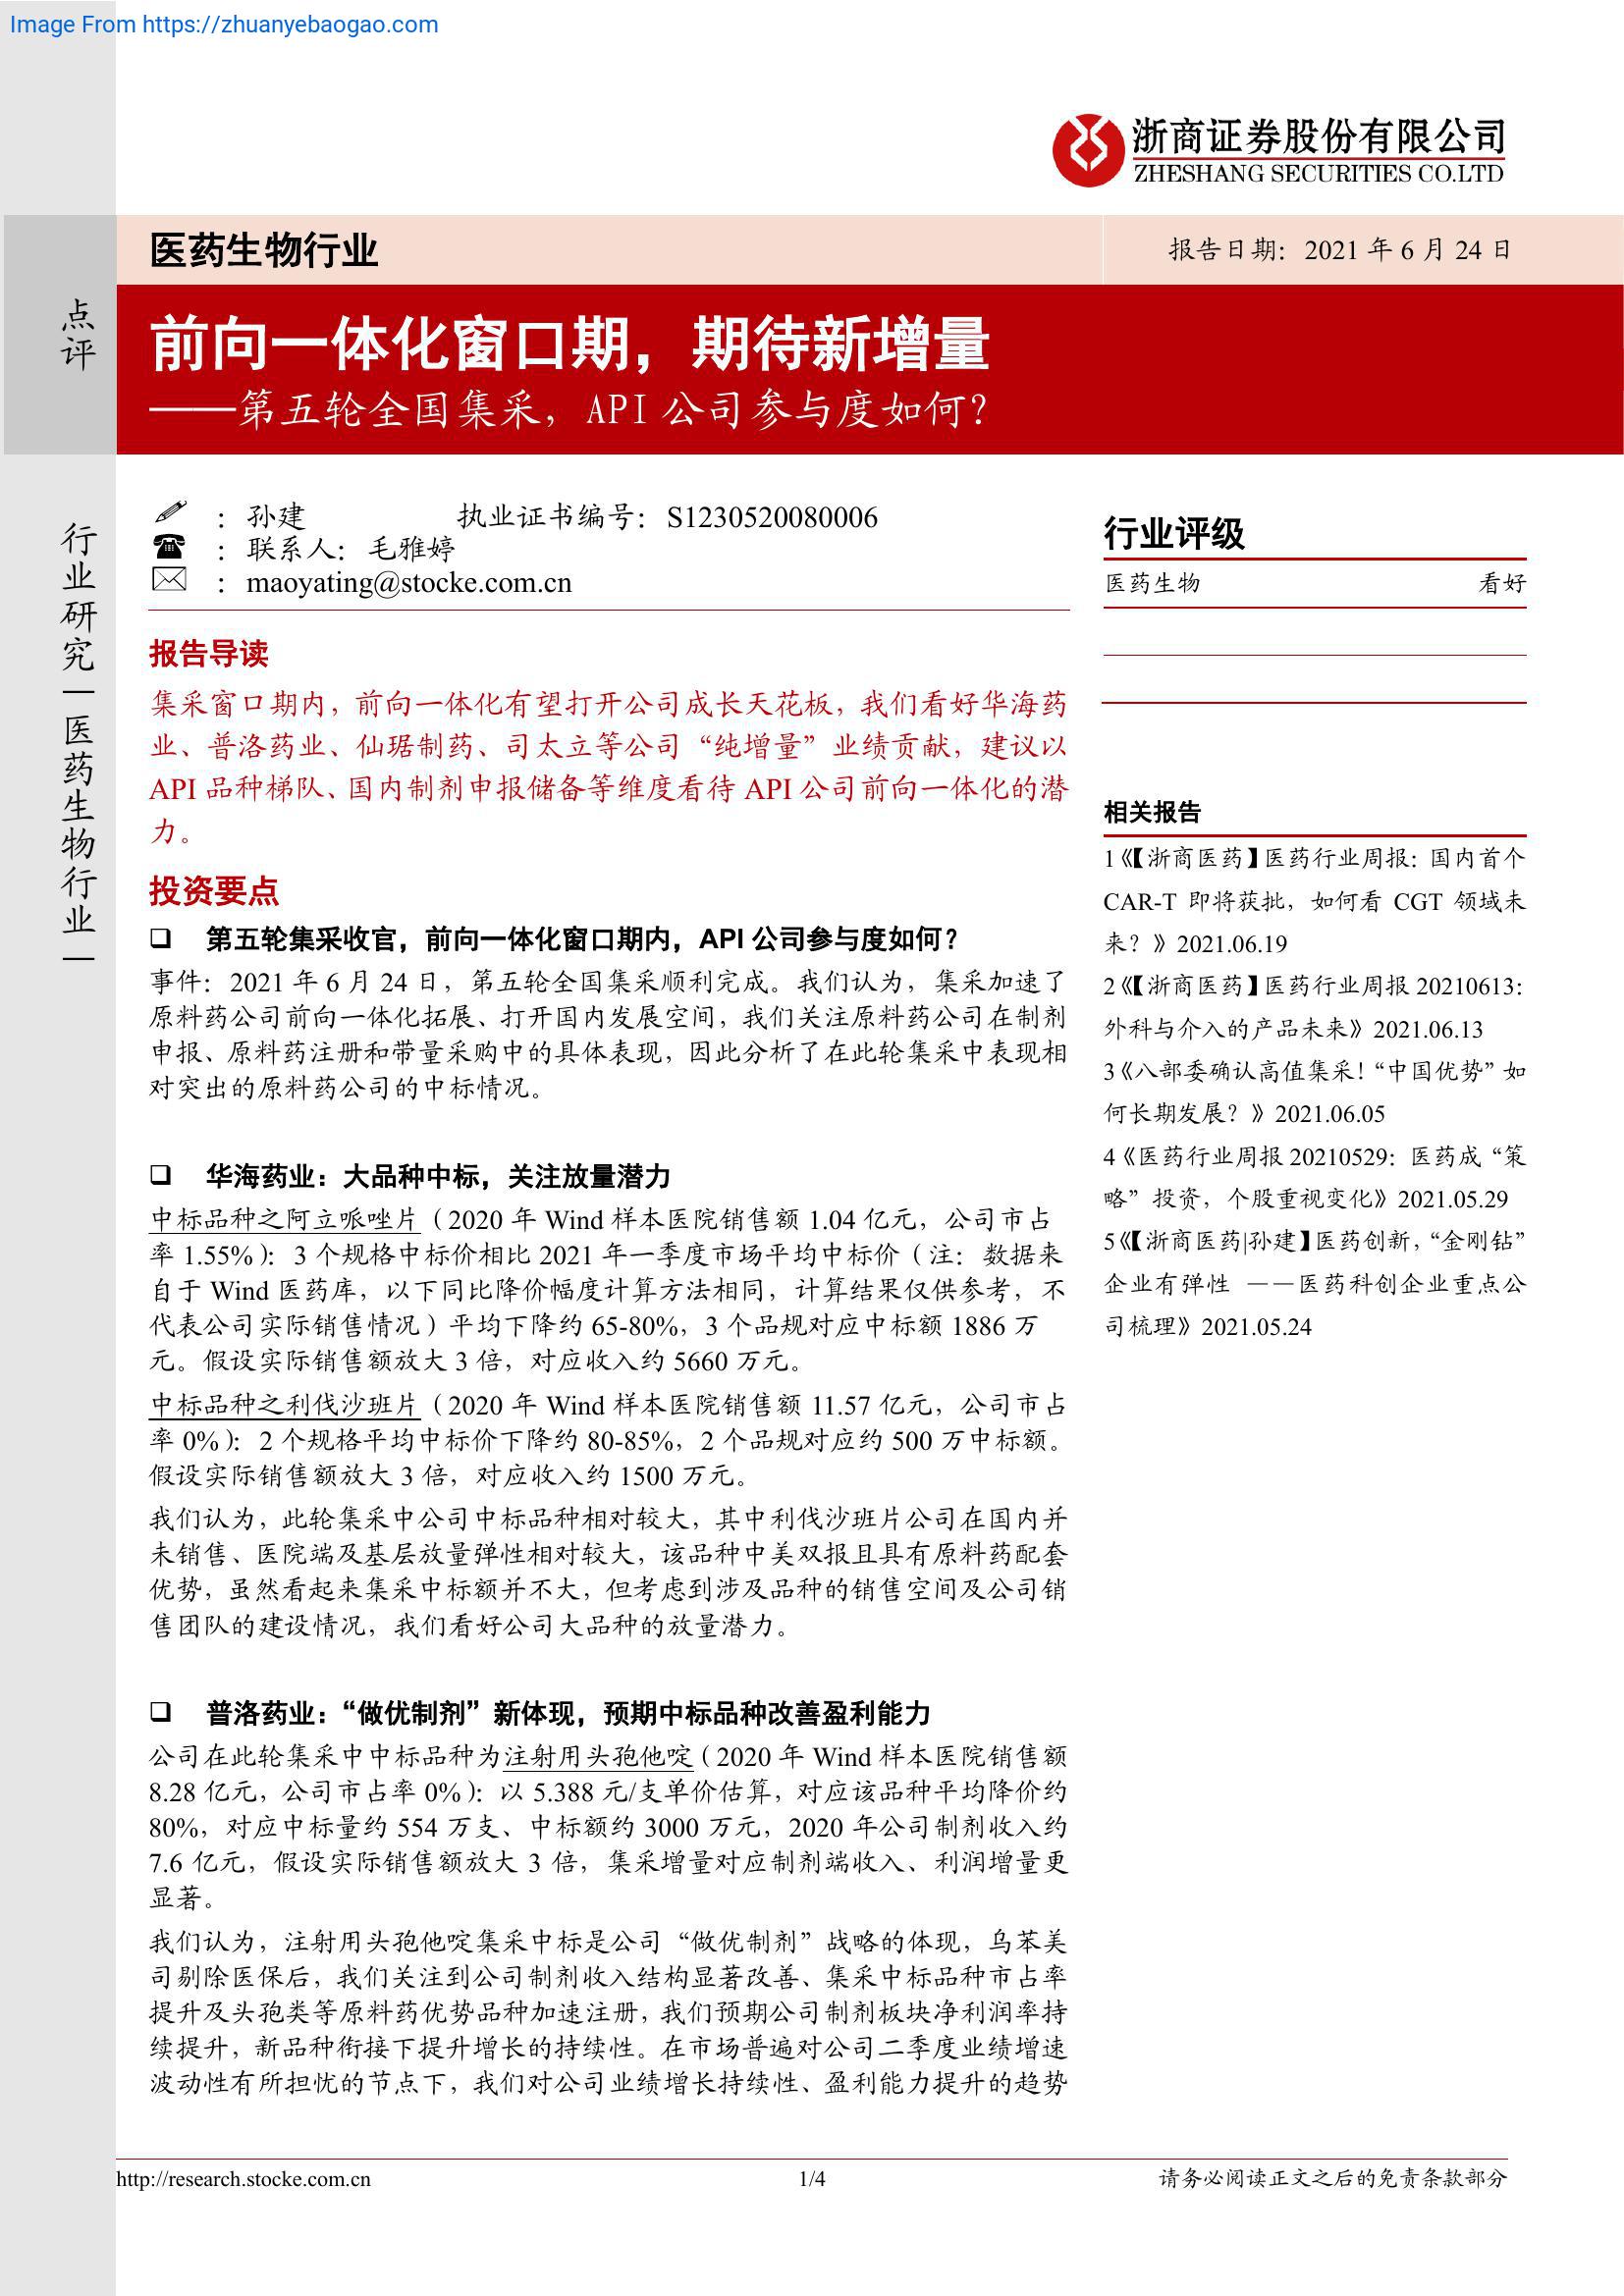 Image From https://zhuanyebaogao.com
浙商证券股份有限公司
ZHESHANG SECURITIES CO.LTD
医药生物行业
报告日期：2021 年 6 月 24 日
点评
前向一体化窗口期，期待新增量
——第五轮全国集采，API 公司参与度如何？
行业研究｜医药生物行业｜
：孙建 执业证书编号：S1230520080006
：联系人：毛雅婷
：maoyating@stocke.com.cn
报告导读
集采窗口期内，前向一体化有望打开公司成长天花板，我们看好华海药
业、普洛药业、仙琚制药、司太立等公司“纯增量”业绩贡献，建议以
API 品种梯队、国内制剂申报储备等维度看待 API 公司前向一体化的潜
力。
投资要点
❑ 第五轮集采收官，前向一体化窗口期内，API 公司参与度如何？
事件：2021 年 6 月 24 日，第五轮全国集采顺利完成。我们认为，集采加速了
原料药公司前向一体化拓展、打开国内发展空间，我们关注原料药公司在制剂
申报、原料药注册和带量采购中的具体表现，因此分析了在此轮集采中表现相
对突出的原料药公司的中标情况。
❑ 华海药业：大品种中标，关注放量潜力
中标品种之阿立哌唑片（2020 年 Wind 样本医院销售额 1.04 亿元，公司市占
率 1.55%）：3 个规格中标价相比 2021 年一季度市场平均中标价（注：数据来
自于 Wind 医药库，以下同比降价幅度计算方法相同，计算结果仅供参考，不
代表公司实际销售情况）平均下降约 65-80%，3 个品规对应中标额 1886 万
元。假设实际销售额放大 3 倍，对应收入约 5660 万元。
中标品种之利伐沙班片（2020 年 Wind 样本医院销售额 11.57 亿元，公司市占
率 0%）：2 个规格平均中标价下降约 80-85%，2 个品规对应约 500 万中标额。
假设实际销售额放大 3 倍，对应收入约 1500 万元。
我们认为，此轮集采中公司中标品种相对较大，其中利伐沙班片公司在国内并
未销售、医院端及基层放量弹性相对较大，该品种中美双报且具有原料药配套
优势，虽然看起来集采中标额并不大，但考虑到涉及品种的销售空间及公司销
售团队的建设情况，我们看好公司大品种的放量潜力。
❑ 普洛药业：“做优制剂”新体现，预期中标品种改善盈利能力
公司在此轮集采中中标品种为注射用头孢他啶（2020 年 Wind 样本医院销售额
8.28 亿元，公司市占率 0%）：以 5.388 元/支单价估算，对应该品种平均降价约
80%，对应中标量约 554 万支、中标额约 3000 万元，2020 年公司制剂收入约
7.6 亿元，假设实际销售额放大 3 倍，集采增量对应制剂端收入、利润增量更
显著。
我们认为，注射用头孢他啶集采中标是公司“做优制剂”战略的体现，乌苯美
司剔除医保后，我们关注到公司制剂收入结构显著改善、集采中标品种市占率
提升及头孢类等原料药优势品种加速注册，我们预期公司制剂板块净利润率持
续提升，新品种衔接下提升增长的持续性。在市场普遍对公司二季度业绩增速
波动性有所担忧的节点下，我们对公司业绩增长持续性、盈利能力提升的趋势
行业评级
医药生物 看好
相关报告
1《【浙商医药】医药行业周报：国内首个
CAR-T 即将获批，如何看 CGT 领域未
来？》2021.06.19
2《【浙商医药】医药行业周报 20210613：
外科与介入的产品未来》2021.06.13
3《八部委确认高值集采！“中国优势”如
何长期发展？》2021.06.05
4《医药行业周报 20210529：医药成“策
略”投资，个股重视变化》2021.05.29
5《【浙商医药|孙建】医药创新，“金刚钻”
企业有弹性 ——医药科创企业重点公
司梳理》2021.05.24
http://research.stocke.com.cn
1/4
请务必阅读正文之后的免责条款部分